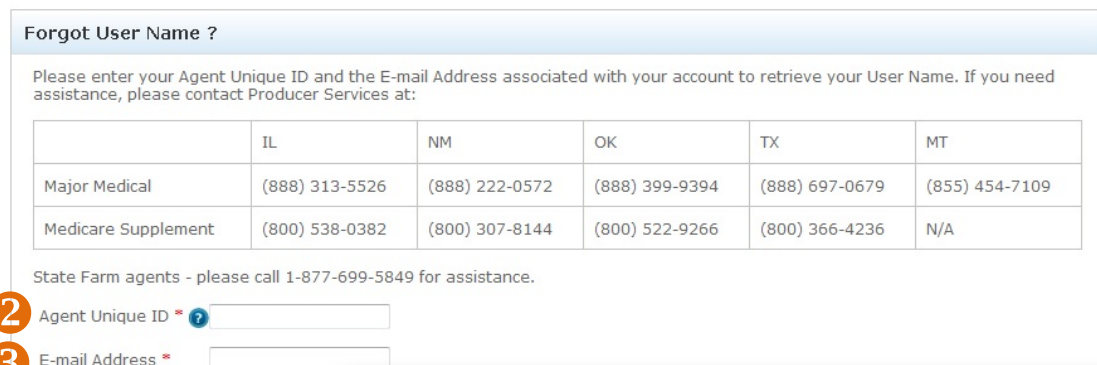 Forgot User Name ?
Please enter your Agent Unique ID and the E-mail Address associated with your account to retrieve your User Name. If you need
assistance, please contact Producer Services at:
IL NM OK TX MT
Major Medical (888) 313-5526 (888) 222-0572 (888) 399-9394 (888) 697-0679 (855) 454-7109
Medicare Supplement (800) 538-0382 (800) 307-8144 (800) 522-9266 (800) 366-4236 N/A
State Farm agents - please call 1-877-699-5849 for assistance.
2 Agent Unique ID * ?
3 E-mail Address *